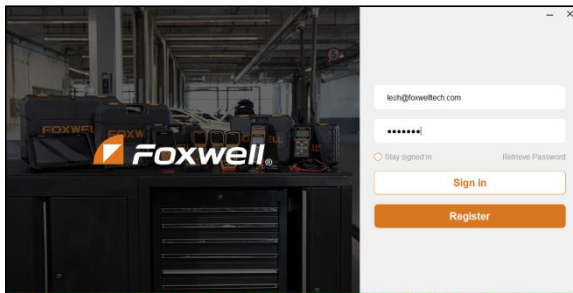 FOXWELL
FOXW
Foxwell®
leah@foxwelltech.com
•••••••
Stay signed in
Retrieve Password
Sign in
Register